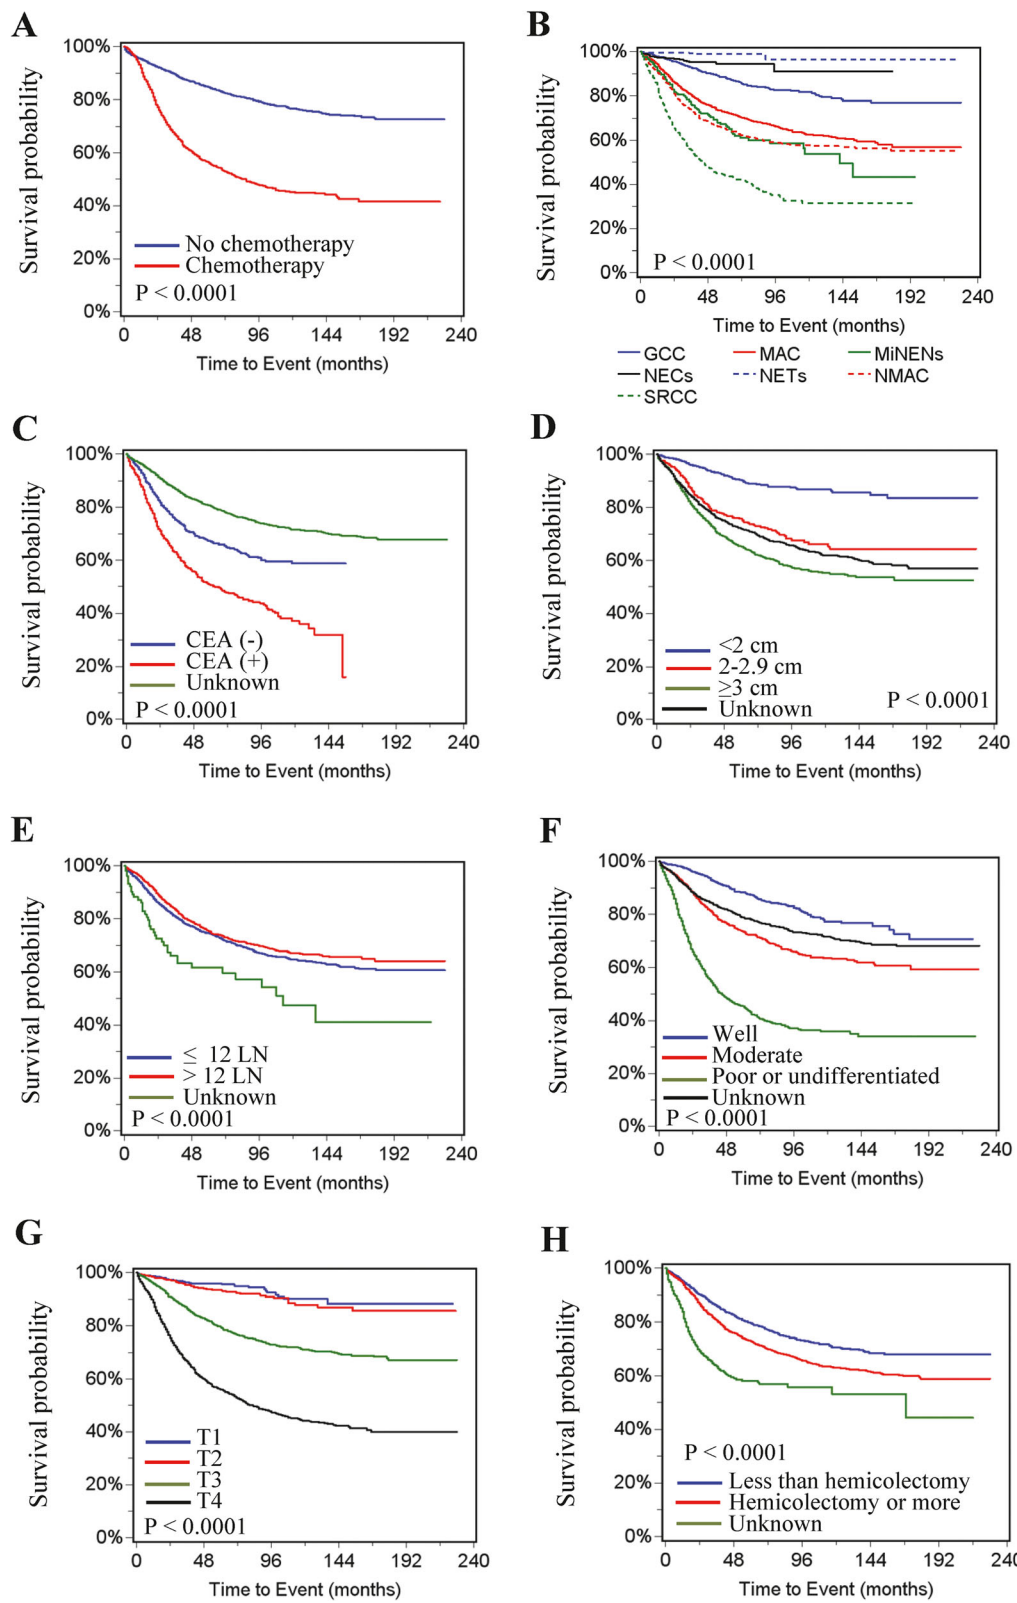 A
Survival probability
100%
80%
60%
40%
20%
0%
No chemotherapy
Chemotherapy
P < 0.0001
0 48 96 144 192 240
Time to Event (months)
B
Survival probability
100%
80%
60%
40%
20%
0%
P < 0.0001
0 48 96 144 192 240
Time to Event (months)
GCC MAC MiNENs
NECs NETs NMAC
SRCC
C
Survival probability
100%
80%
60%
40%
20%
0%
CEA (-)
CEA (+)
Unknown
P < 0.0001
0 48 96 144 192 240
Time to Event (months)
D
Survival probability
100%
80%
60%
40%
20%
0%
<2 cm
2-2.9 cm
≥3 cm
Unknown
P < 0.0001
0 48 96 144 192 240
Time to Event (months)
E
Survival probability
100%
80%
60%
40%
20%
0%
≤ 12 LN
> 12 LN
Unknown
P < 0.0001
0 48 96 144 192 240
Time to Event (months)
F
Survival probability
100%
80%
60%
40%
20%
0%
Well
Moderate
Poor or undifferentiated
Unknown
P < 0.0001
0 48 96 144 192 240
Time to Event (months)
G
Survival probability
100%
80%
60%
40%
20%
0%
T1
T2
T3
T4
P < 0.0001
0 48 96 144 192 240
Time to Event (months)
H
Survival probability
100%
80%
60%
40%
20%
0%
P < 0.0001
Less than hemicolectomy
Hemicolectomy or more
Unknown
0 48 96 144 192 240
Time to Event (months)